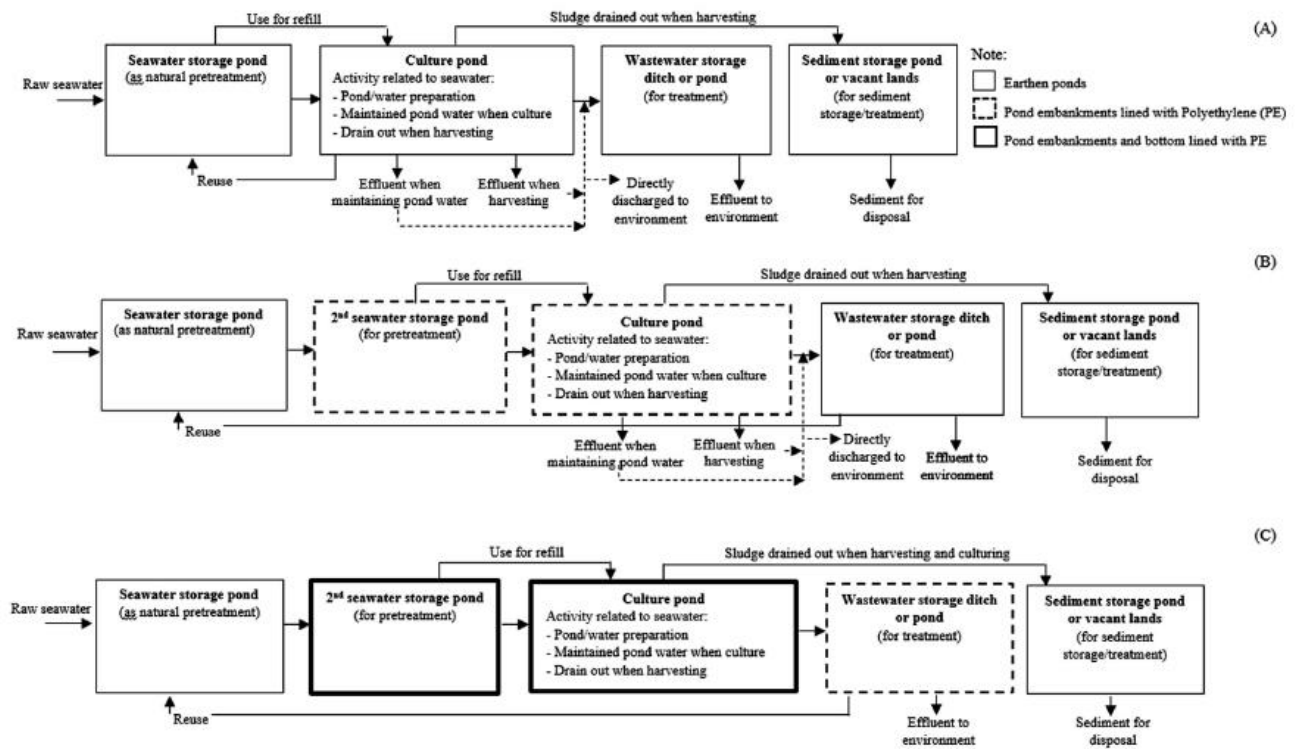 (A)
Use for refill
Sludge drained out when harvesting
Note:
Earthen ponds
Pond embankments lined with Polyethylene (PE)
Pond embankments and bottom lined with PE
Raw seawater
Seawater storage pond
(as natural pretreatment)
Culture pond
Activity related to seawater:
- Pond/water preparation
- Maintained pond water when culture
- Drain out when harvesting
Wastewater storage ditch
or pond
(for treatment)
Sediment storage pond
or vacant lands
(for sediment
storage/treatment)
Reuse
Effluent when
maintaining pond water
Effluent when
harvesting
Directly
discharged to
environment
Effluent to
environment
Sediment for
disposal
(B)
Use for refill
Sludge drained out when harvesting
Raw seawater
Seawater storage pond
(as natural pretreatment)
2nd seawater storage pond
(for pretreatment)
Culture pond
Activity related to seawater:
- Pond/water preparation
- Maintained pond water when culture
- Drain out when harvesting
Wastewater storage ditch
or pond
(for treatment)
Sediment storage pond
or vacant lands
(for sediment
storage/treatment)
Reuse
Effluent when
maintaining pond water
Effluent when
harvesting
Directly
discharged to
environment
Effluent to
environment
Sediment for
disposal
(C)
Use for refill
Sludge drained out when harvesting and culturing
Raw seawater
Seawater storage pond
(as natural pretreatment)
2nd seawater storage pond
(for pretreatment)
Culture pond
Activity related to seawater:
- Pond/water preparation
- Maintained pond water when culture
- Drain out when harvesting
Wastewater storage ditch
or pond
(for treatment)
Sediment storage pond
or vacant lands
(for sediment
storage/treatment)
Reuse
Effluent to
environment
Sediment for
disposal